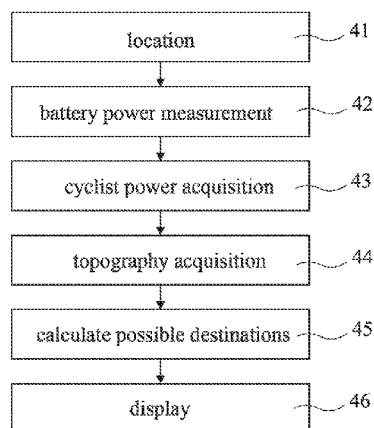 location 41
battery power measurement 42
cyclist power acquisition 43
topography acquisition 44
calculate possible destinations 45
display 46